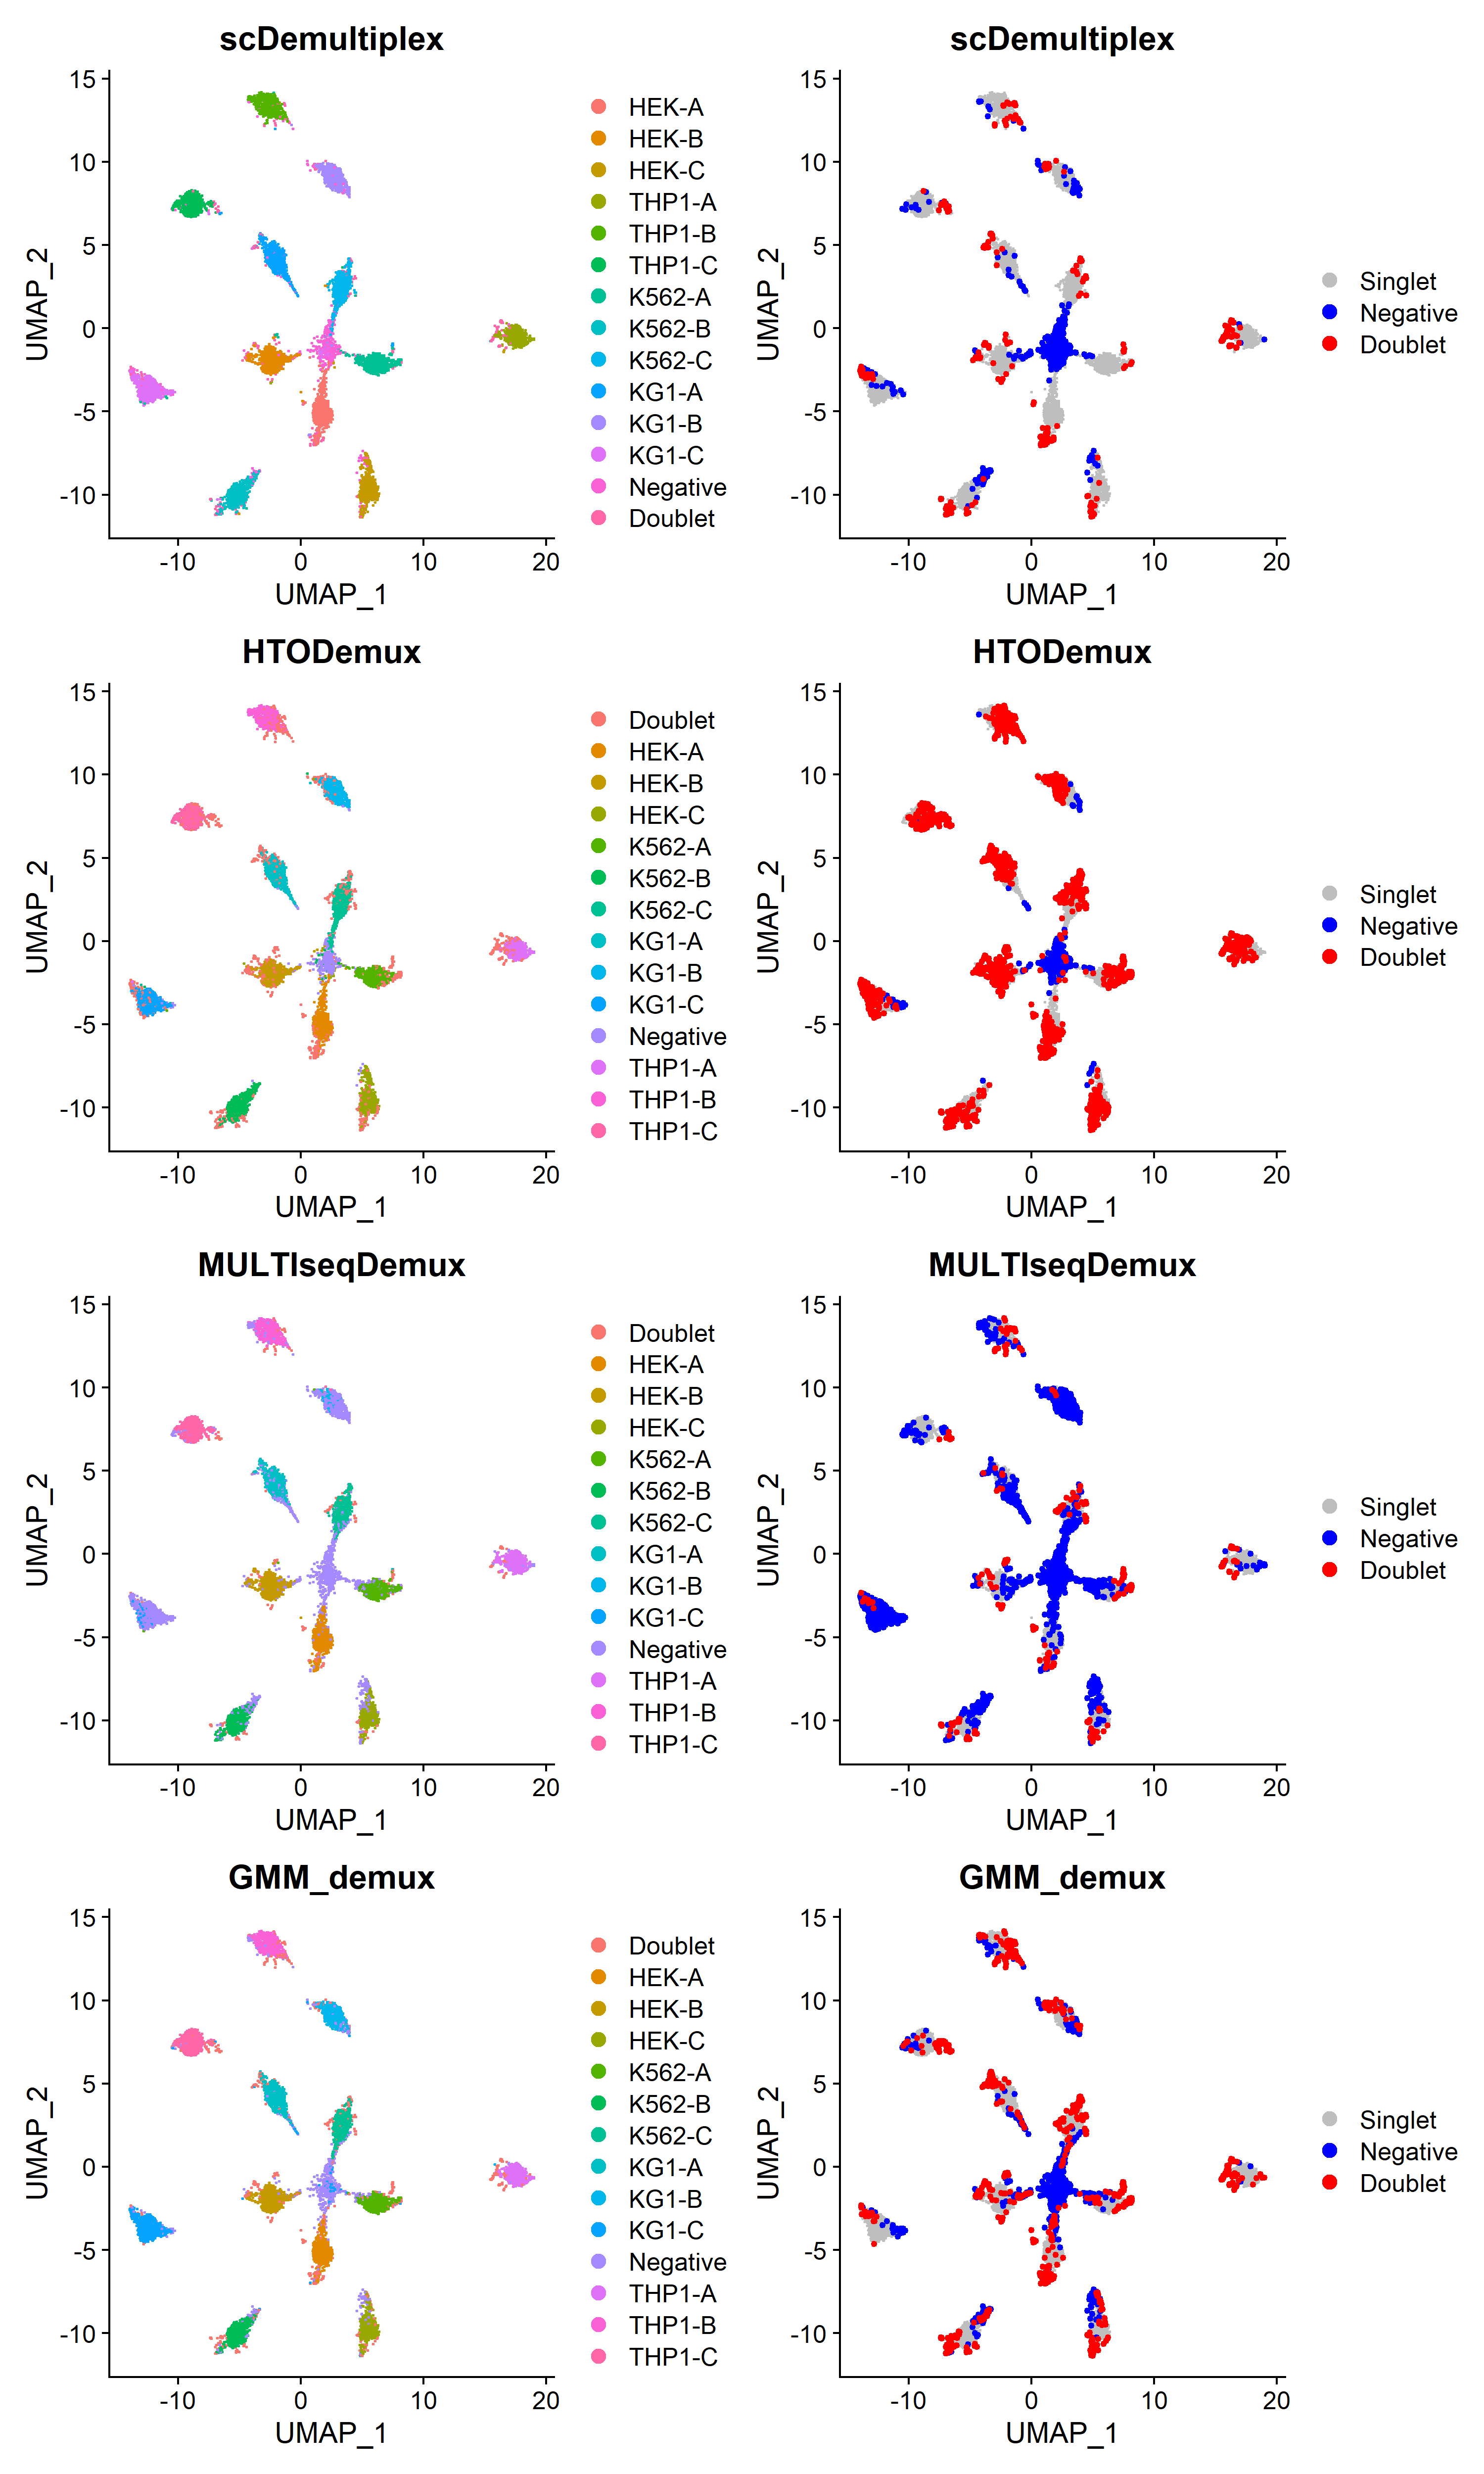 scDemultiplex
UMAP_2
15
10
5
0
-5
-10
-10
0
10
20
UMAP_1
HEK-A
HEK-B
HEK-C
THP1-A
THP1-B
THP1-C
K562-A
K562-B
K562-C
KG1-A
KG1-B
KG1-C
Negative
Doublet
scDemultiplex
UMAP_2
15
10
5
0
-5
-10
-10
0
10
20
UMAP_1
Singlet
Negative
Doublet
HTODemux
UMAP_2
15
10
5
0
-5
-10
-10
0
10
20
UMAP_1
Doublet
HEK-A
HEK-B
HEK-C
K562-A
K562-B
K562-C
KG1-A
KG1-B
KG1-C
Negative
THP1-A
THP1-B
THP1-C
HTODemux
UMAP_2
15
10
5
0
-5
-10
-10
0
10
20
UMAP_1
Singlet
Negative
Doublet
MULTIseqDemux
UMAP_2
15
10
5
0
-5
-10
-10
0
10
20
UMAP_1
Doublet
HEK-A
HEK-B
HEK-C
K562-A
K562-B
K562-C
KG1-A
KG1-B
KG1-C
Negative
THP1-A
THP1-B
THP1-C
MULTIseqDemux
UMAP_2
15
10
5
0
-5
-10
-10
0
10
20
UMAP_1
Singlet
Negative
Doublet
GMM_demux
UMAP_2
15
10
5
0
-5
-10
-10
0
10
20
UMAP_1
Doublet
HEK-A
HEK-B
HEK-C
K562-A
K562-B
K562-C
KG1-A
KG1-B
KG1-C
Negative
THP1-A
THP1-B
THP1-C
GMM_demux
UMAP_2
15
10
5
0
-5
-10
-10
0
10
20
UMAP_1
Singlet
Negative
Doublet